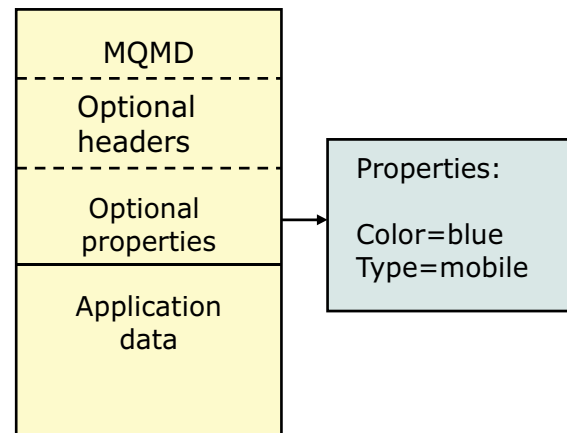 MQMD
Optional
headers
Optional
properties
Application
data
Properties:
Color=blue
Type=mobile